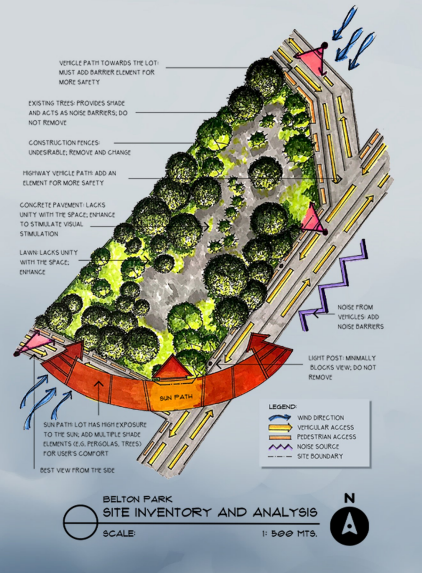 VEHICLE PATH TOWARDS THE LOT:
MUST ADD BARRIER ELEMENT FOR
MORE SAFETY
EXISTING TREES: PROVIDES SHADE
AND ACTS AS NOISE BARRIERS; DO
NOT REMOVE
CONSTRUCTION FENCES:
UNDESIRABLE; REMOVE AND CHANGE
HIGHWAY VEHICLE PATH: ADD AN
ELEMENT FOR MORE SAFETY
CONCRETE PAVEMENT: LACKS
UNITY WITH THE SPACE; ENHANCE
TO STIMULATE VISUAL
STIMULATION
LAWN: LACKS UNITY
WITH THE SPACE;
ENHANCE
NOISE FROM
VEHICLES: ADD
NOISE BARRIERS
LIGHT POST: MINIMALLY
BLOCKS VIEW; DO NOT
REMOVE
SUN PATH
SUN PATH: LOT HAS HIGH EXPOSURE
TO THE SUN; ADD MULTIPLE SHADE
ELEMENTS (E.G. PERGOLAS, TREES)
FOR USER'S COMFORT
BEST VIEW FROM THE SIDE
LEGEND:
WIND DIRECTION
VEHICULAR ACCESS
PEDESTRIAN ACCESS
NOISE SOURCE
SITE BOUNDARY
BELTON PARK
SITE INVENTORY AND ANALYSIS
SCALE: 1: 500 MTS.
N